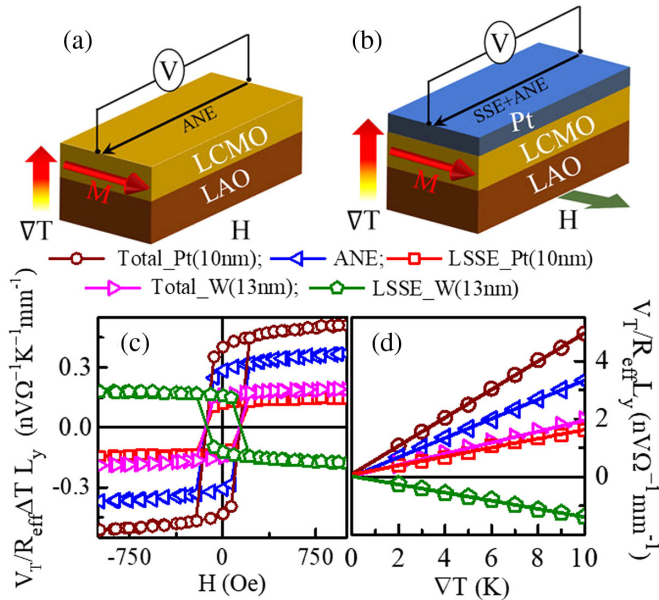 (a)
(b)
V
V
ANE
SSE+ANE
Pt
LCMO
LCMO
M
LAO
M
LAO
∇T
H
∇T
H
Total_Pt(10nm); ANE; LSSE_Pt(10nm)
Total_W(13nm); LSSE_W(13nm)
V_T/R_eff ΔT L_y (nVΩ⁻¹K⁻¹mm⁻¹)
0.3
0.0
-0.3
(c)
(d)
4
2
0
V_T/R_eff L_y (nVΩ⁻¹mm⁻¹)
-750 0 750
0 2 4 6 8 10
H (Oe)
∇T (K)